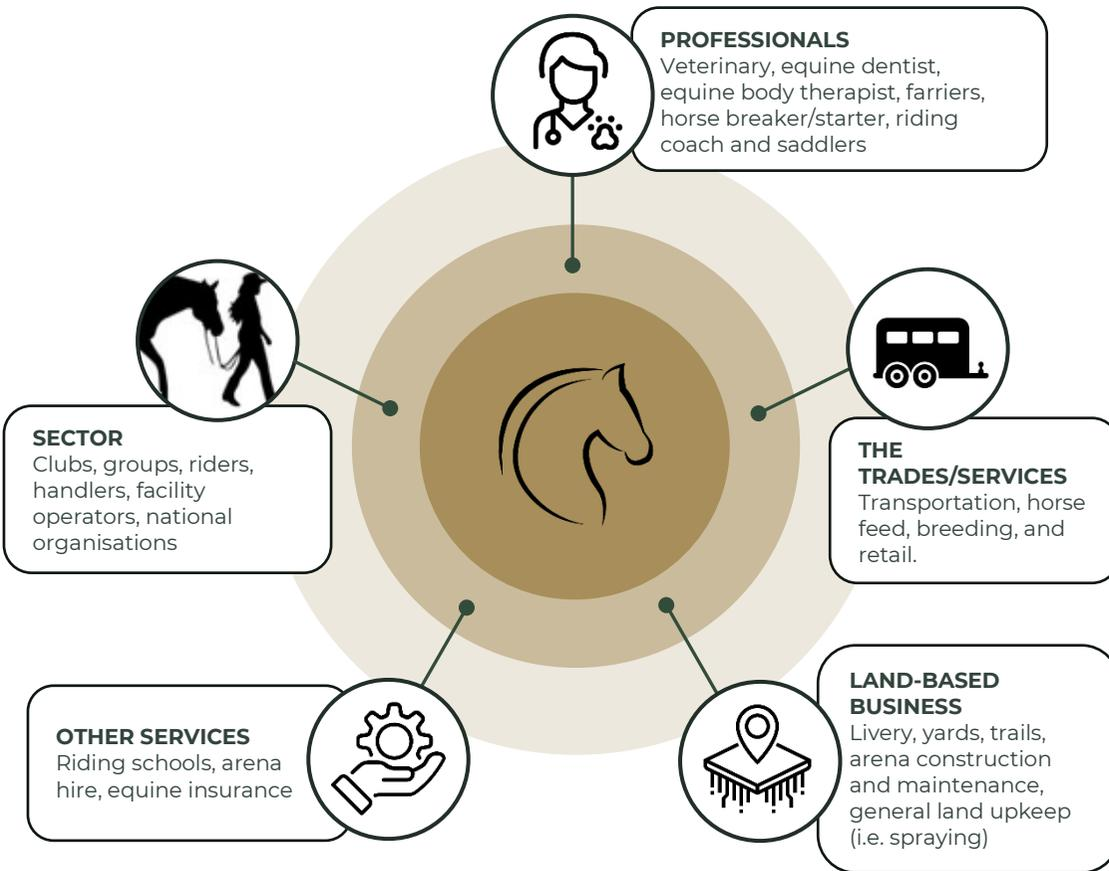 PROFESSIONALS
Veterinary, equine dentist,
equine body therapist, farriers,
horse breaker/starter, riding
coach and saddlers
SECTOR
Clubs, groups, riders,
handlers, facility
operators, national
organisations
THE
TRADES/SERVICES
Transportation, horse
feed, breeding, and
retail.
OTHER SERVICES
Riding schools, arena
hire, equine insurance
LAND-BASED
BUSINESS
Livery, yards, trails,
arena construction
and maintenance,
general land upkeep
(i.e. spraying)